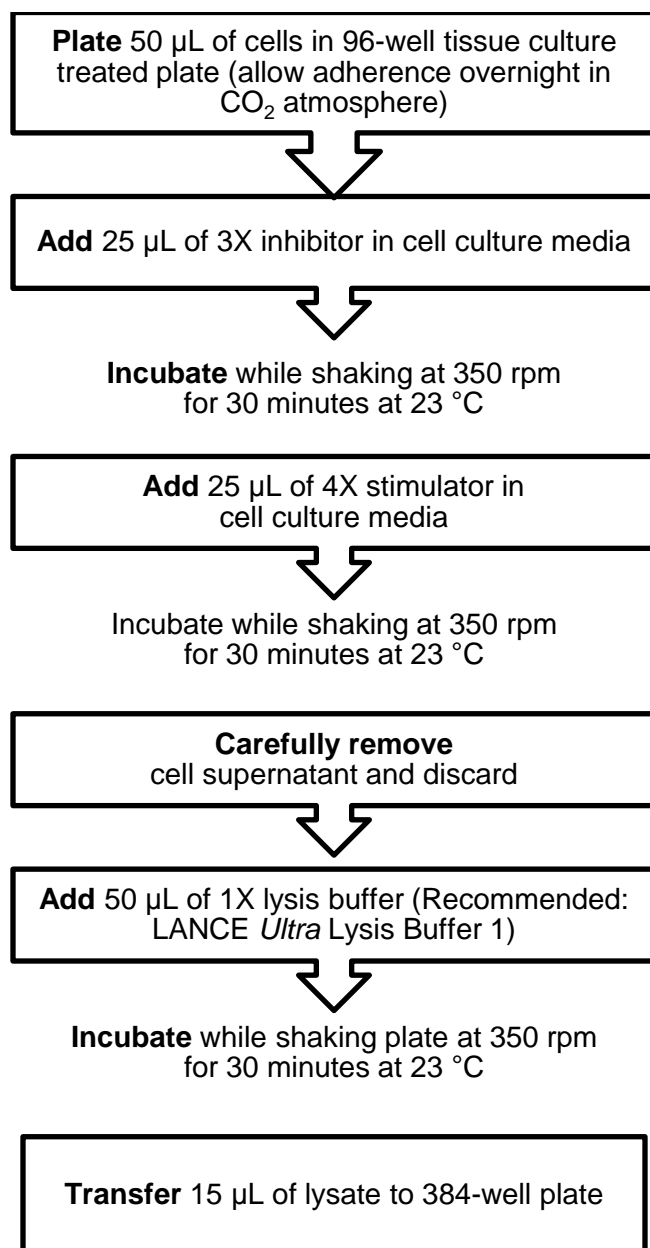 Plate 50 µL of cells in 96-well tissue culture
treated plate (allow adherence overnight in
CO₂ atmosphere)
Add 25 µL of 3X inhibitor in cell culture media
Incubate while shaking at 350 rpm
for 30 minutes at 23 °C
Add 25 µL of 4X stimulator in
cell culture media
Incubate while shaking at 350 rpm
for 30 minutes at 23 °C
Carefully remove
cell supernatant and discard
Add 50 µL of 1X lysis buffer (Recommended:
LANCE Ultra Lysis Buffer 1)
Incubate while shaking plate at 350 rpm
for 30 minutes at 23 °C
Transfer 15 µL of lysate to 384-well plate